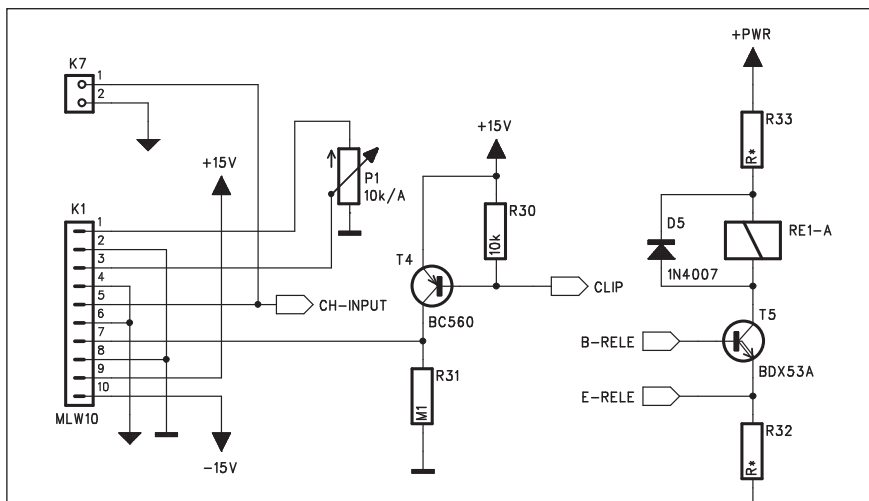 +PWR
K7
1
2
R33
R*
+15V
+15V
P1
10k/A
K1
R30
10k
D5
RE1-A
1
2
3
4
5
6
7
8
9
10
T4
1N4007
CLIP
CH-INPUT
BC560
T5
B-RELE
BDX53A
R31
M1
E-RELE
MLW10
R32
R*
-15V